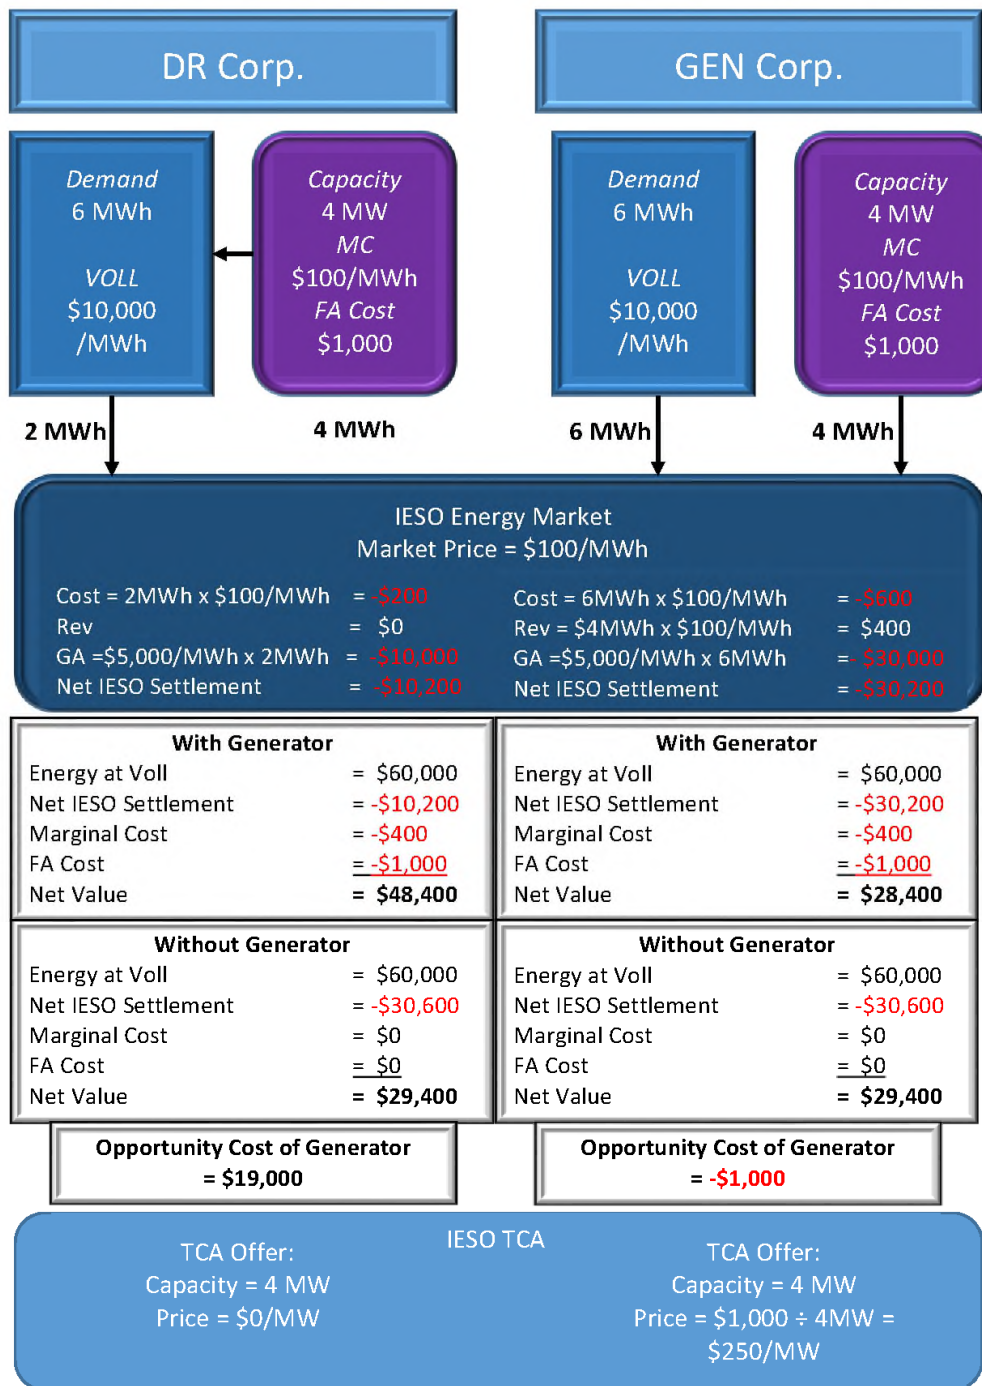 DR Corp.
GEN Corp.
Demand
6 MWh
VOLL
$10,000
/MWh
Capacity
4 MW
MC
$100/MWh
FA Cost
$1,000
Demand
6 MWh
VOLL
$10,000
/MWh
Capacity
4 MW
MC
$100/MWh
FA Cost
$1,000
2 MWh
4 MWh
6 MWh
4 MWh
IESO Energy Market
Market Price = $100/MWh
Cost = 2MWh x $100/MWh = -$200
Rev = $0
GA =$5,000/MWh x 2MWh = -$10,000
Net IESO Settlement = -$10,200
Cost = 6MWh x $100/MWh = -$600
Rev = $4MWh x $100/MWh = $400
GA =$5,000/MWh x 6MWh =- $30,000
Net IESO Settlement = -$30,200
With Generator
Energy at Voll = $60,000
Net IESO Settlement = -$10,200
Marginal Cost = -$400
FA Cost = -$1,000
Net Value = $48,400
With Generator
Energy at Voll = $60,000
Net IESO Settlement = -$30,200
Marginal Cost = -$400
FA Cost = -$1,000
Net Value = $28,400
Without Generator
Energy at Voll = $60,000
Net IESO Settlement = -$30,600
Marginal Cost = $0
FA Cost = $0
Net Value = $29,400
Without Generator
Energy at Voll = $60,000
Net IESO Settlement = -$30,600
Marginal Cost = $0
FA Cost = $0
Net Value = $29,400
Opportunity Cost of Generator
= $19,000
Opportunity Cost of Generator
= -$1,000
IESO TCA
TCA Offer:
Capacity = 4 MW
Price = $0/MW
TCA Offer:
Capacity = 4 MW
Price = $1,000 ÷ 4MW =
$250/MW